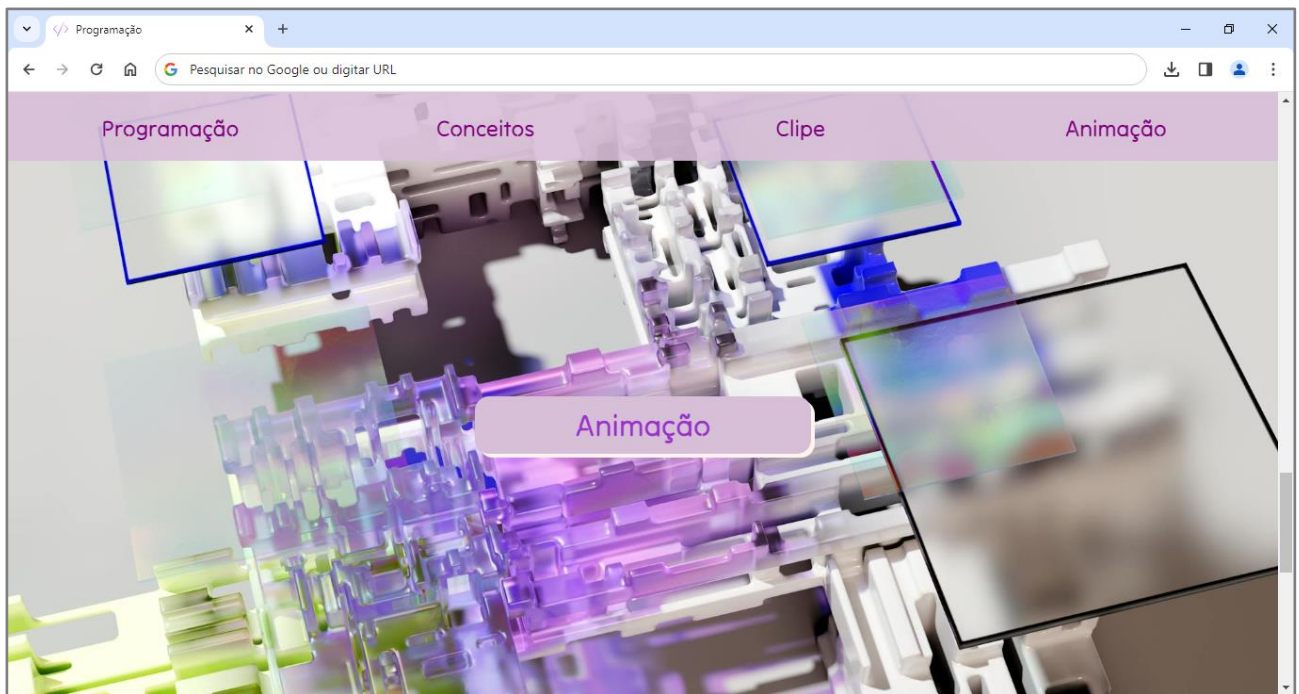 Programação
Pesquisar no Google ou digitar URL
Programação Conceitos Clipe Animação
Animação